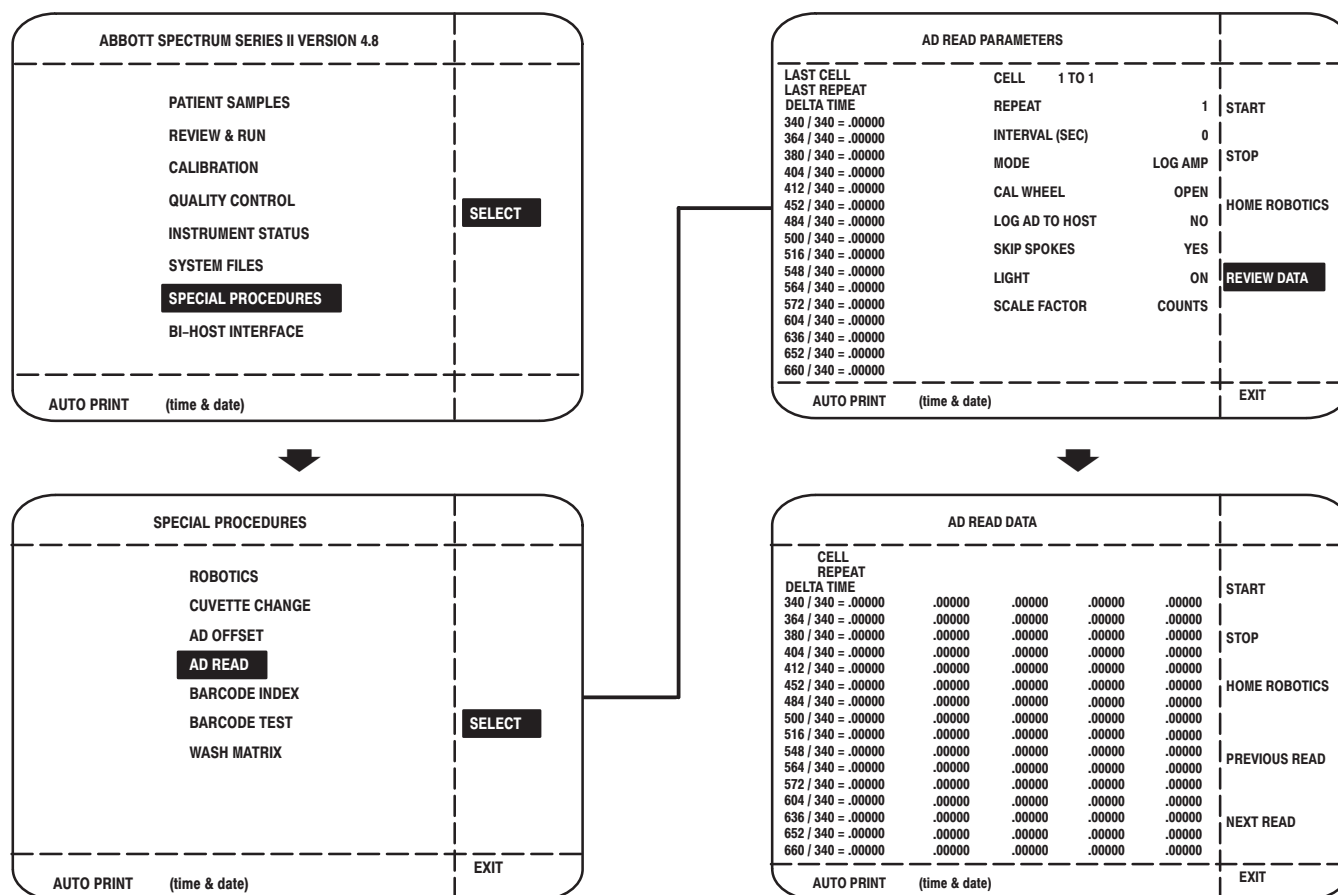 ABBOTT SPECTRUM SERIES II VERSION 4.8
PATIENT SAMPLES
REVIEW & RUN
CALIBRATION
QUALITY CONTROL
INSTRUMENT STATUS
SYSTEM FILES
SPECIAL PROCEDURES
BI–HOST INTERFACE
SELECT
AUTO PRINT (time & date)
SPECIAL PROCEDURES
ROBOTICS
CUVETTE CHANGE
AD OFFSET
AD READ
BARCODE INDEX
BARCODE TEST
WASH MATRIX
SELECT
EXIT
AUTO PRINT (time & date)
AD READ PARAMETERS
LAST CELL
LAST REPEAT
DELTA TIME
340 / 340 = .00000
364 / 340 = .00000
380 / 340 = .00000
404 / 340 = .00000
412 / 340 = .00000
452 / 340 = .00000
484 / 340 = .00000
500 / 340 = .00000
516 / 340 = .00000
548 / 340 = .00000
564 / 340 = .00000
572 / 340 = .00000
604 / 340 = .00000
636 / 340 = .00000
652 / 340 = .00000
660 / 340 = .00000
CELL 1 TO 1
REPEAT 1
INTERVAL (SEC) 0
MODE LOG AMP
CAL WHEEL OPEN
LOG AD TO HOST NO
SKIP SPOKES YES
LIGHT ON
SCALE FACTOR COUNTS
START
STOP
HOME ROBOTICS
REVIEW DATA
EXIT
AUTO PRINT (time & date)
AD READ DATA
CELL
REPEAT
DELTA TIME
340 / 340 = .00000 .00000 .00000 .00000 .00000
364 / 340 = .00000 .00000 .00000 .00000 .00000
380 / 340 = .00000 .00000 .00000 .00000 .00000
404 / 340 = .00000 .00000 .00000 .00000 .00000
412 / 340 = .00000 .00000 .00000 .00000 .00000
452 / 340 = .00000 .00000 .00000 .00000 .00000
484 / 340 = .00000 .00000 .00000 .00000 .00000
500 / 340 = .00000 .00000 .00000 .00000 .00000
516 / 340 = .00000 .00000 .00000 .00000 .00000
548 / 340 = .00000 .00000 .00000 .00000 .00000
564 / 340 = .00000 .00000 .00000 .00000 .00000
572 / 340 = .00000 .00000 .00000 .00000 .00000
604 / 340 = .00000 .00000 .00000 .00000 .00000
636 / 340 = .00000 .00000 .00000 .00000 .00000
652 / 340 = .00000 .00000 .00000 .00000 .00000
660 / 340 = .00000 .00000 .00000 .00000 .00000
START
STOP
HOME ROBOTICS
PREVIOUS READ
NEXT READ
EXIT
AUTO PRINT (time & date)